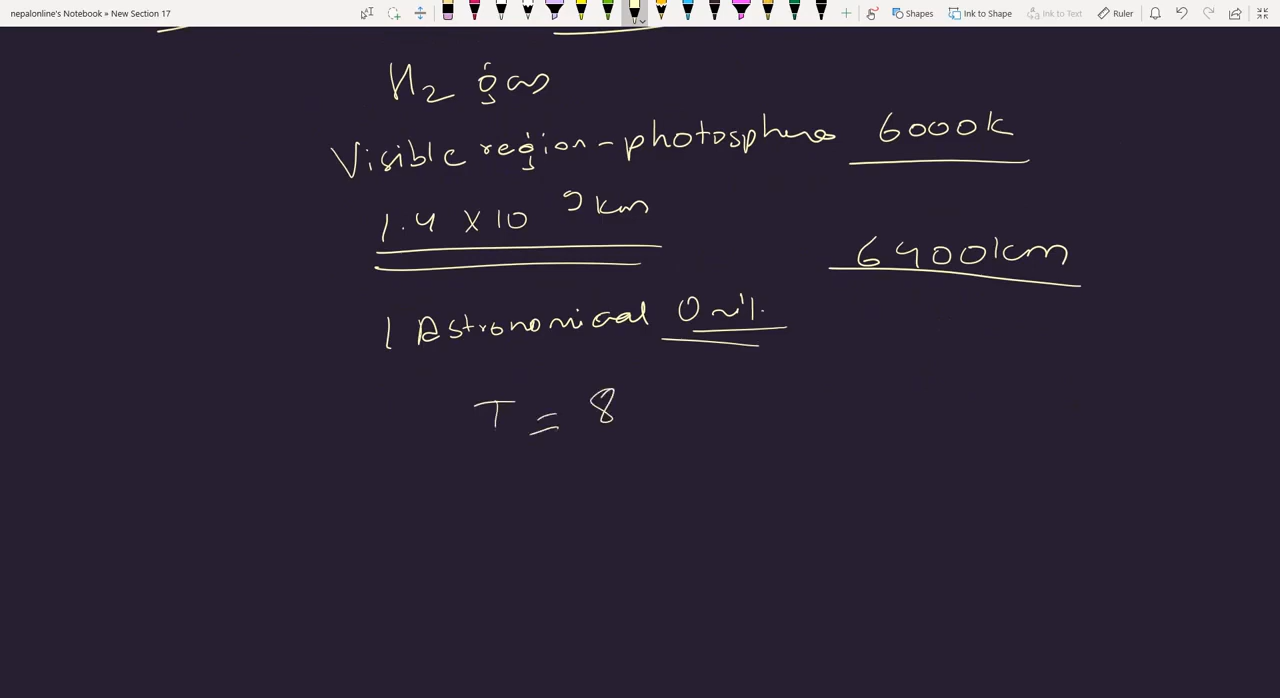 nepalonline's Notebook » New Section 17
Shapes Ink to Shape Ink to Text Ruler
H2 gas
Visible region - photosphere 6000k
1.4 x 10 9 km
6400km
1 Astronomical Unit.
T = 8